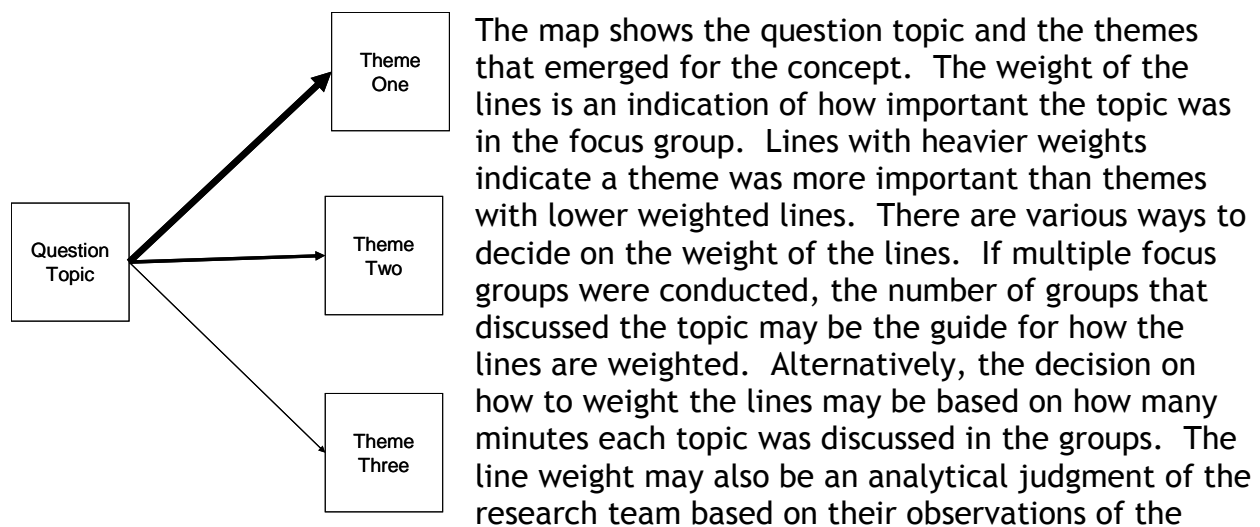 Theme
One
Question
Topic
Theme
Two
Theme
Three
The map shows the question topic and the themes
that emerged for the concept.  The weight of the
lines is an indication of how important the topic was
in the focus group.  Lines with heavier weights
indicate a theme was more important than themes
with lower weighted lines.  There are various ways to
decide on the weight of the lines.  If multiple focus
groups were conducted, the number of groups that
discussed the topic may be the guide for how the
lines are weighted.  Alternatively, the decision on
how to weight the lines may be based on how many
minutes each topic was discussed in the groups.  The
line weight may also be an analytical judgment of the
research team based on their observations of the